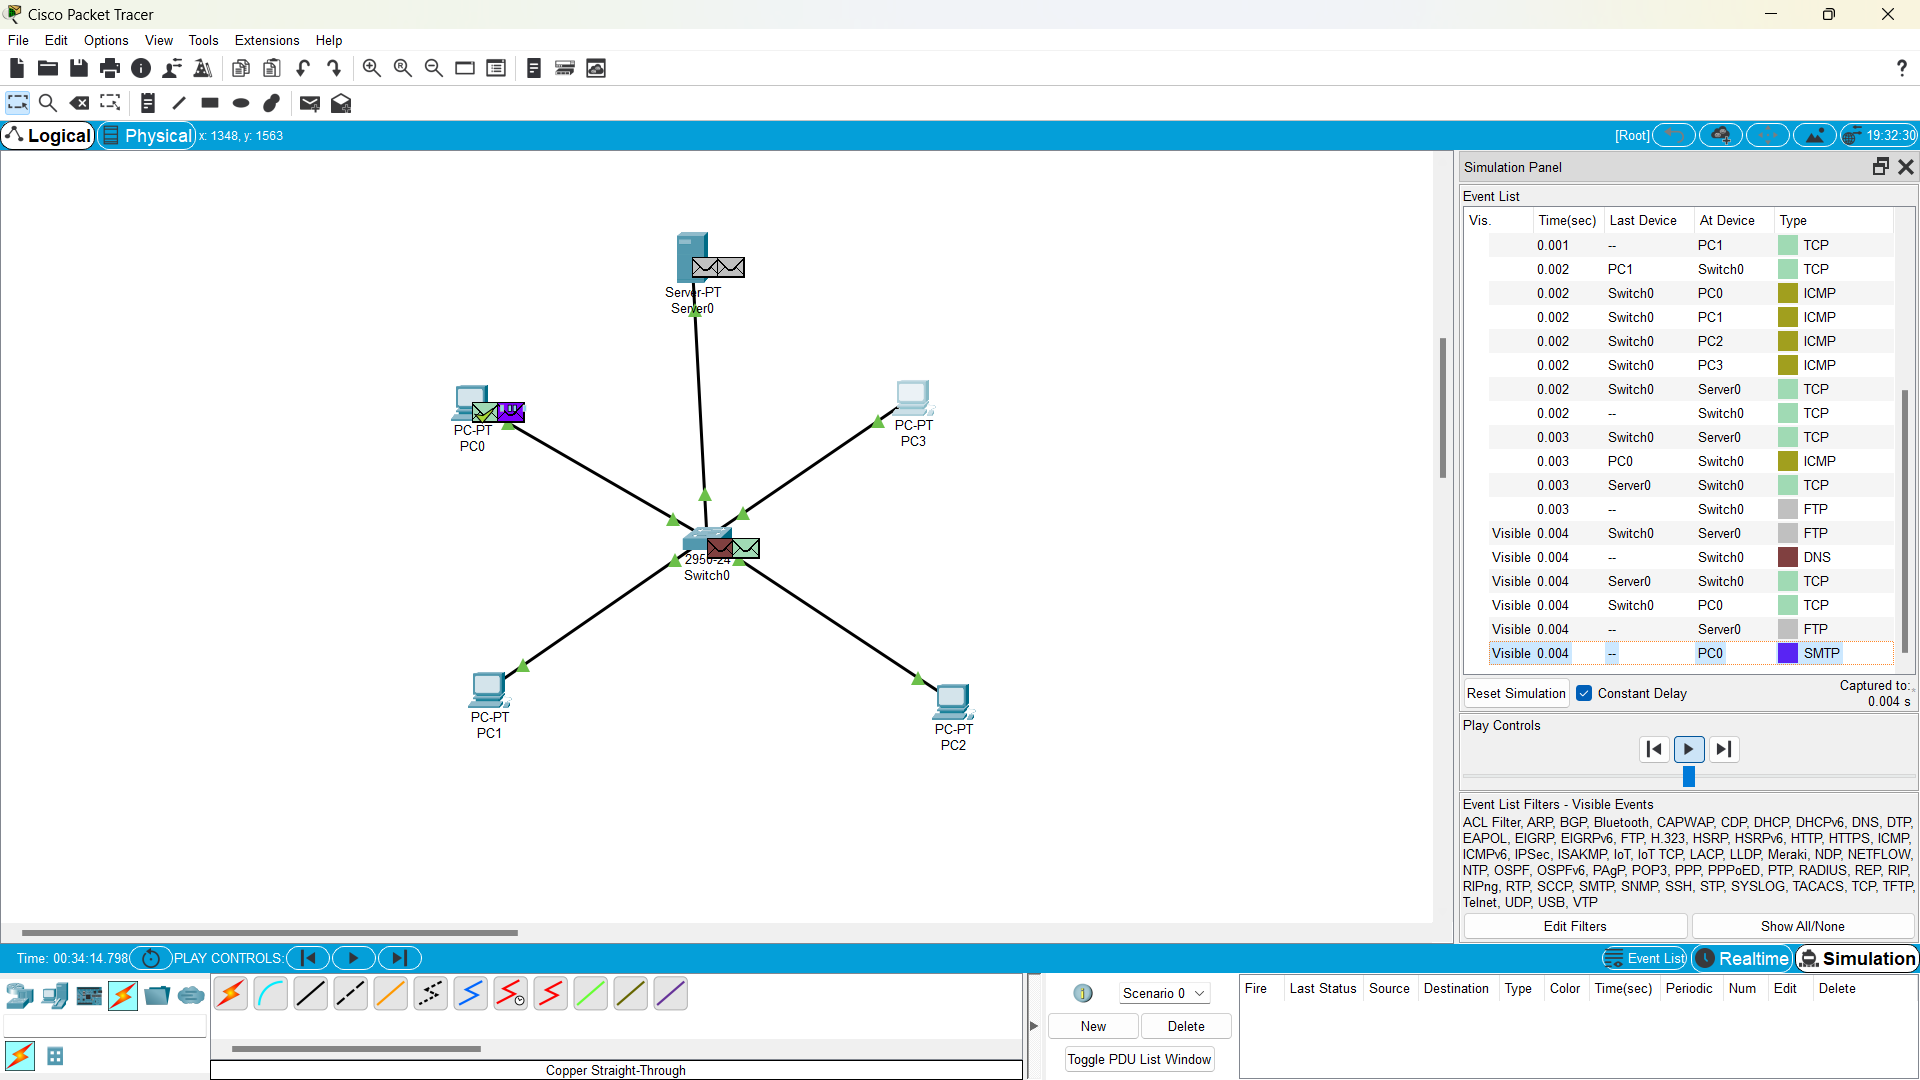 Cisco Packet Tracer
File Edit Options View Tools Extensions Help
?
Logical Physical x: 1348, y: 1563 [Root] 19:32:30
Server-PT
Server0
PC-PT
PC0
PC-PT
PC3
2950-24
Switch0
PC-PT
PC1
PC-PT
PC2
Simulation Panel
Event List
Vis. Time(sec) Last Device At Device Type
0.001 -- PC1 TCP
0.002 PC1 Switch0 TCP
0.002 Switch0 PC0 ICMP
0.002 Switch0 PC1 ICMP
0.002 Switch0 PC2 ICMP
0.002 Switch0 PC3 ICMP
0.002 Switch0 Server0 TCP
0.002 -- Switch0 TCP
0.003 Switch0 Server0 TCP
0.003 PC0 Switch0 ICMP
0.003 Server0 Switch0 TCP
0.003 -- Switch0 FTP
Visible 0.004 Switch0 Server0 FTP
Visible 0.004 -- Switch0 DNS
Visible 0.004 Server0 Switch0 TCP
Visible 0.004 Switch0 PC0 TCP
Visible 0.004 -- Server0 FTP
Visible 0.004 -- PC0 SMTP
Reset Simulation Constant Delay Captured to:
0.004 s
Play Controls
Event List Filters - Visible Events
ACL Filter, ARP, BGP, Bluetooth, CAPWAP, CDP, DHCP, DHCPv6, DNS, DTP,
EAPOL, EIGRP, EIGRPv6, FTP, H.323, HSRP, HSRPv6, HTTP, HTTPS, ICMP,
ICMPv6, IPSec, ISAKMP, IoT, IoT TCP, LACP, LLDP, Meraki, NDP, NETFLOW,
NTP, OSPF, OSPFv6, PAgP, POP3, PPP, PPPoED, PTP, RADIUS, REP, RIP,
RIPng, RTP, SCCP, SMTP, SNMP, SSH, STP, SYSLOG, TACACS, TCP, TFTP,
Telnet, UDP, USB, VTP
Edit Filters Show All/None
Time: 00:34:14.798 PLAY CONTROLS: Event List Realtime Simulation
Scenario 0
New Delete
Toggle PDU List Window
Fire Last Status Source Destination Type Color Time(sec) Periodic Num Edit Delete
Copper Straight-Through